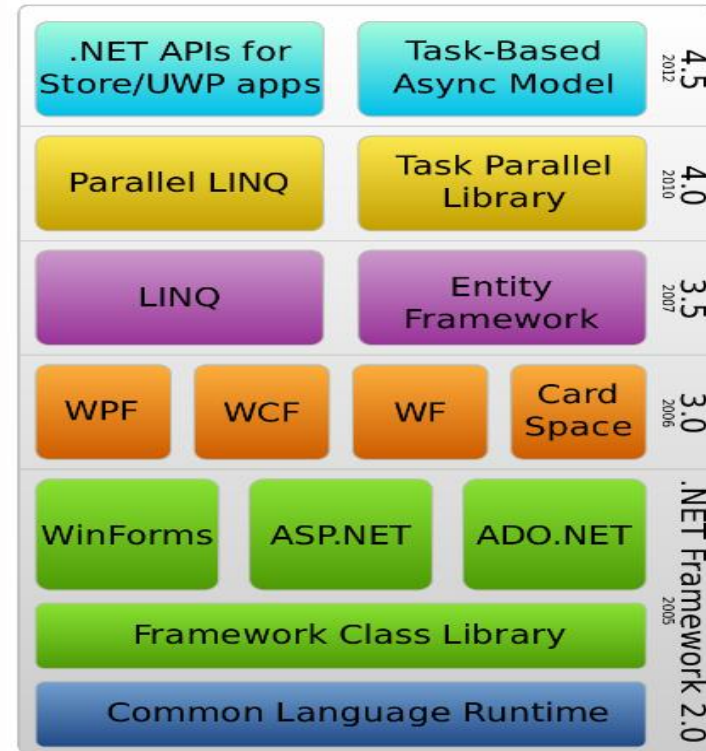 .NET APIs for
Store/UWP apps
Task-Based
Async Model
4.5
2012
Parallel LINQ
Task Parallel
Library
4.0
2010
LINQ
Entity
Framework
3.5
2007
WPF
WCF
WF
Card
Space
3.0
2006
WinForms
ASP.NET
ADO.NET
Framework Class Library
Common Language Runtime
.NET Framework 2.0
2005